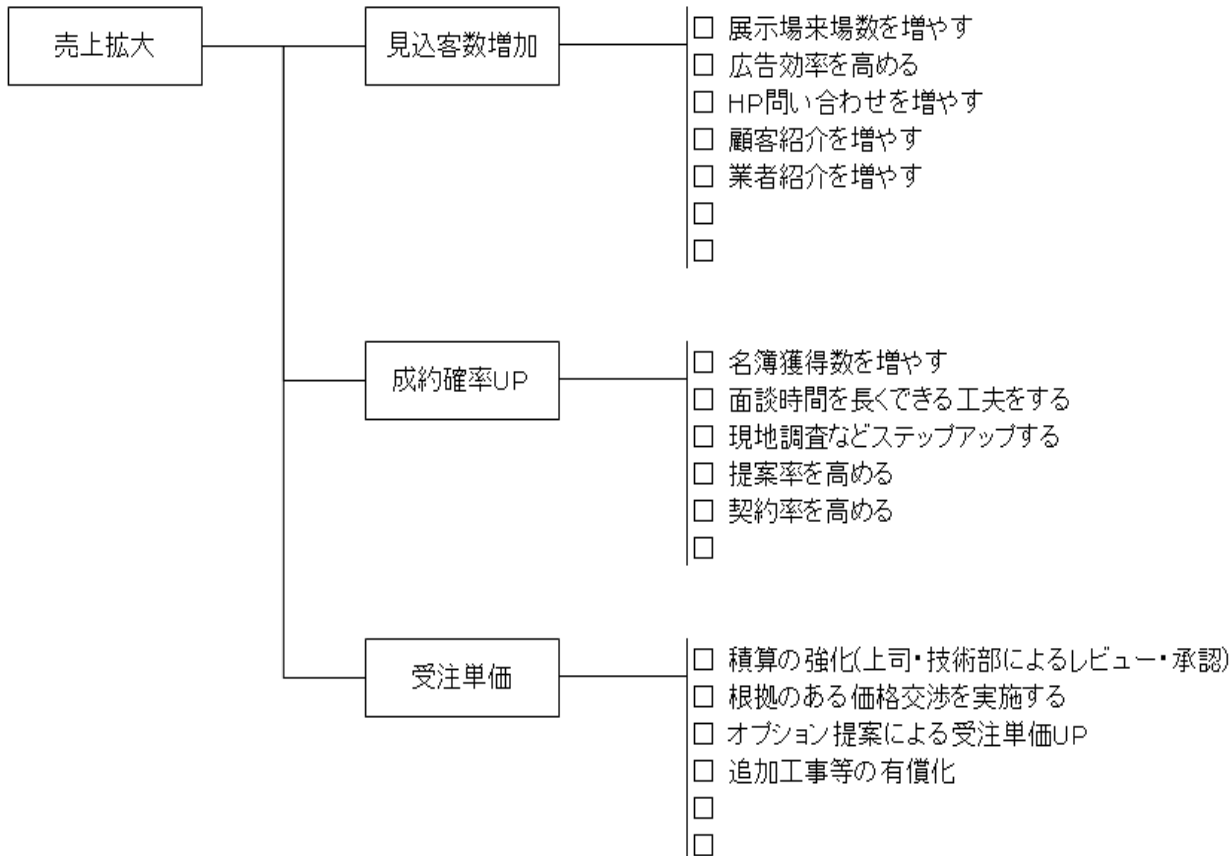 売上拡大
見込客数増加
□ 展示場来場数を増やす
□ 広告効率を高める
□ HP問い合わせを増やす
□ 顧客紹介を増やす
□ 業者紹介を増やす
□
□
成約確率UP
□ 名簿獲得数を増やす
□ 面談時間を長くできる工夫をする
□ 現地調査などステップアップする
□ 提案率を高める
□ 契約率を高める
□
受注単価
□ 積算の強化(上司・技術部によるレビュー・承認)
□ 根拠のある価格交渉を実施する
□ オプション提案による受注単価UP
□ 追加工事等の有償化
□
□